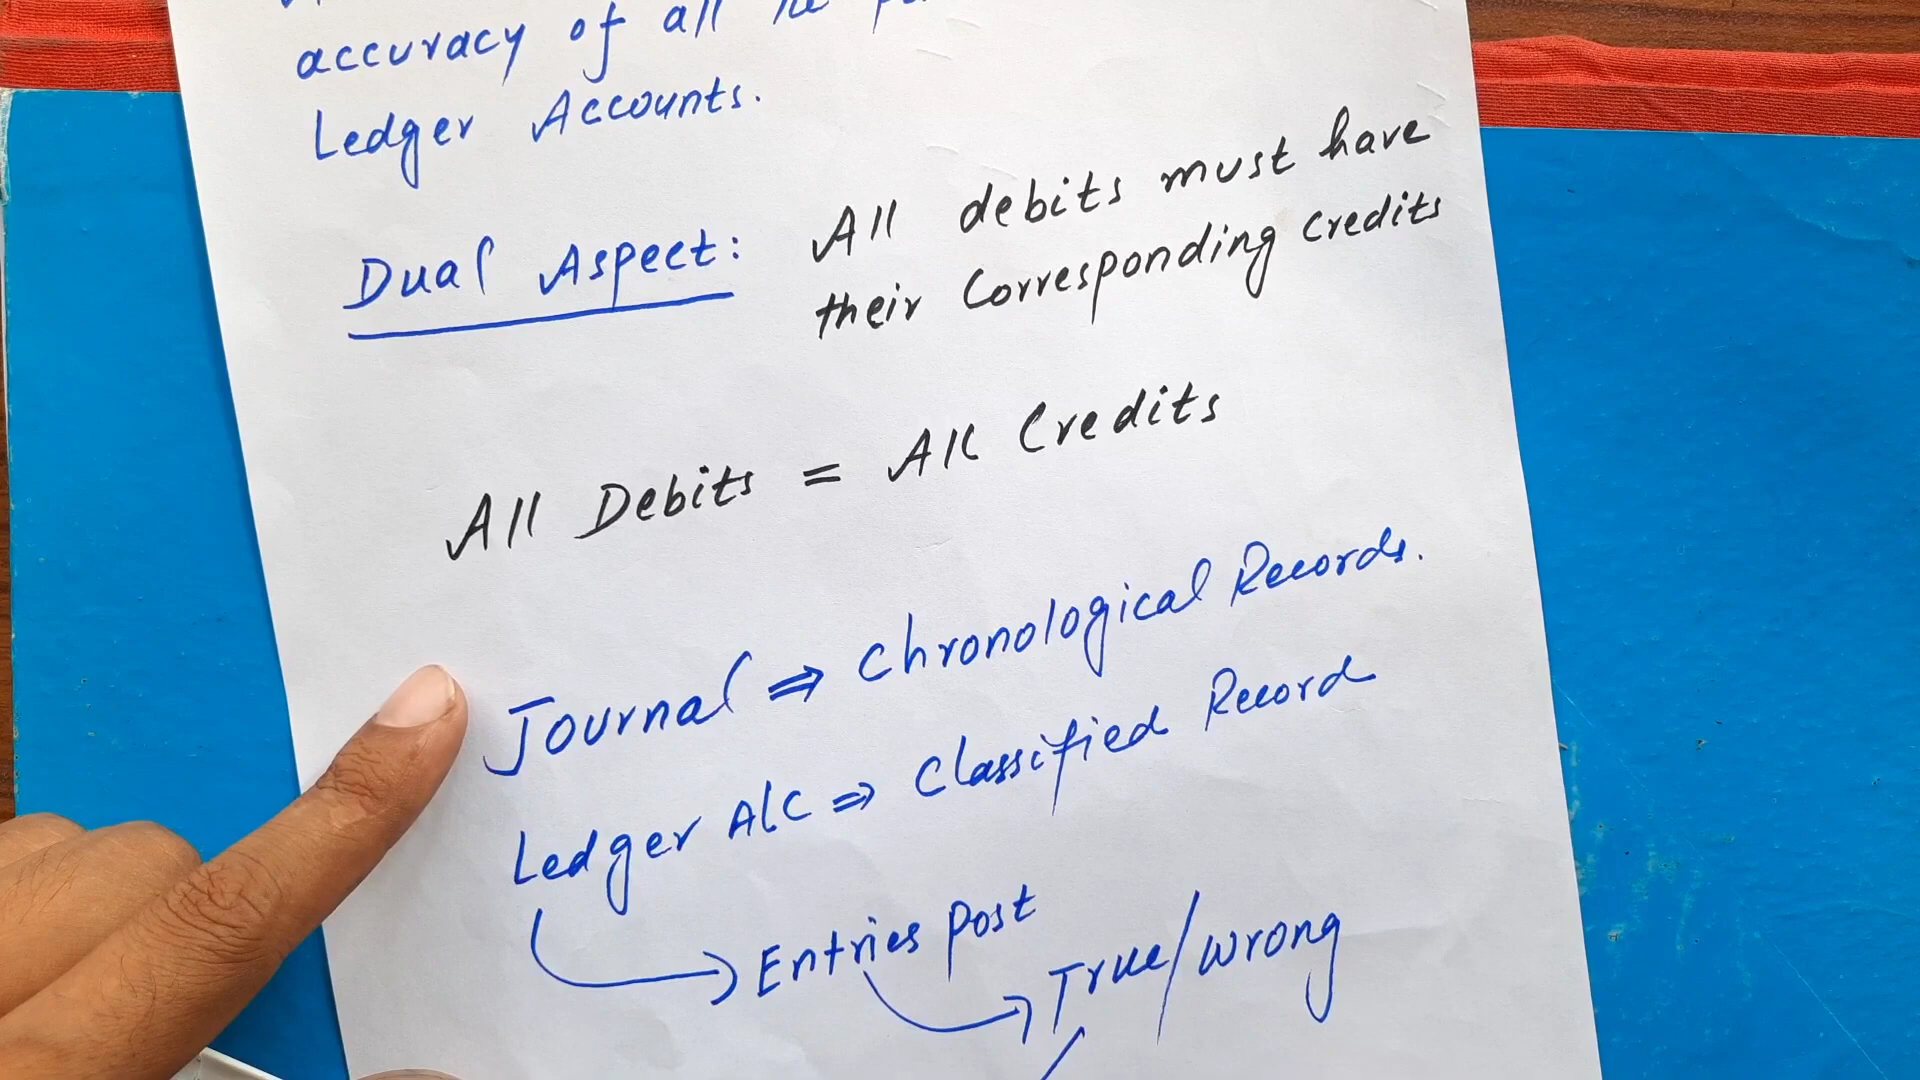 accuracy of all
Ledger Accounts.
Dual Aspect: All debits must have
their Corresponding Credits
All Debits = All Credits
Journal ⇒ Chronological Records.
Ledger A/C ⇒ Classified Record
Entries Post
True/Wrong